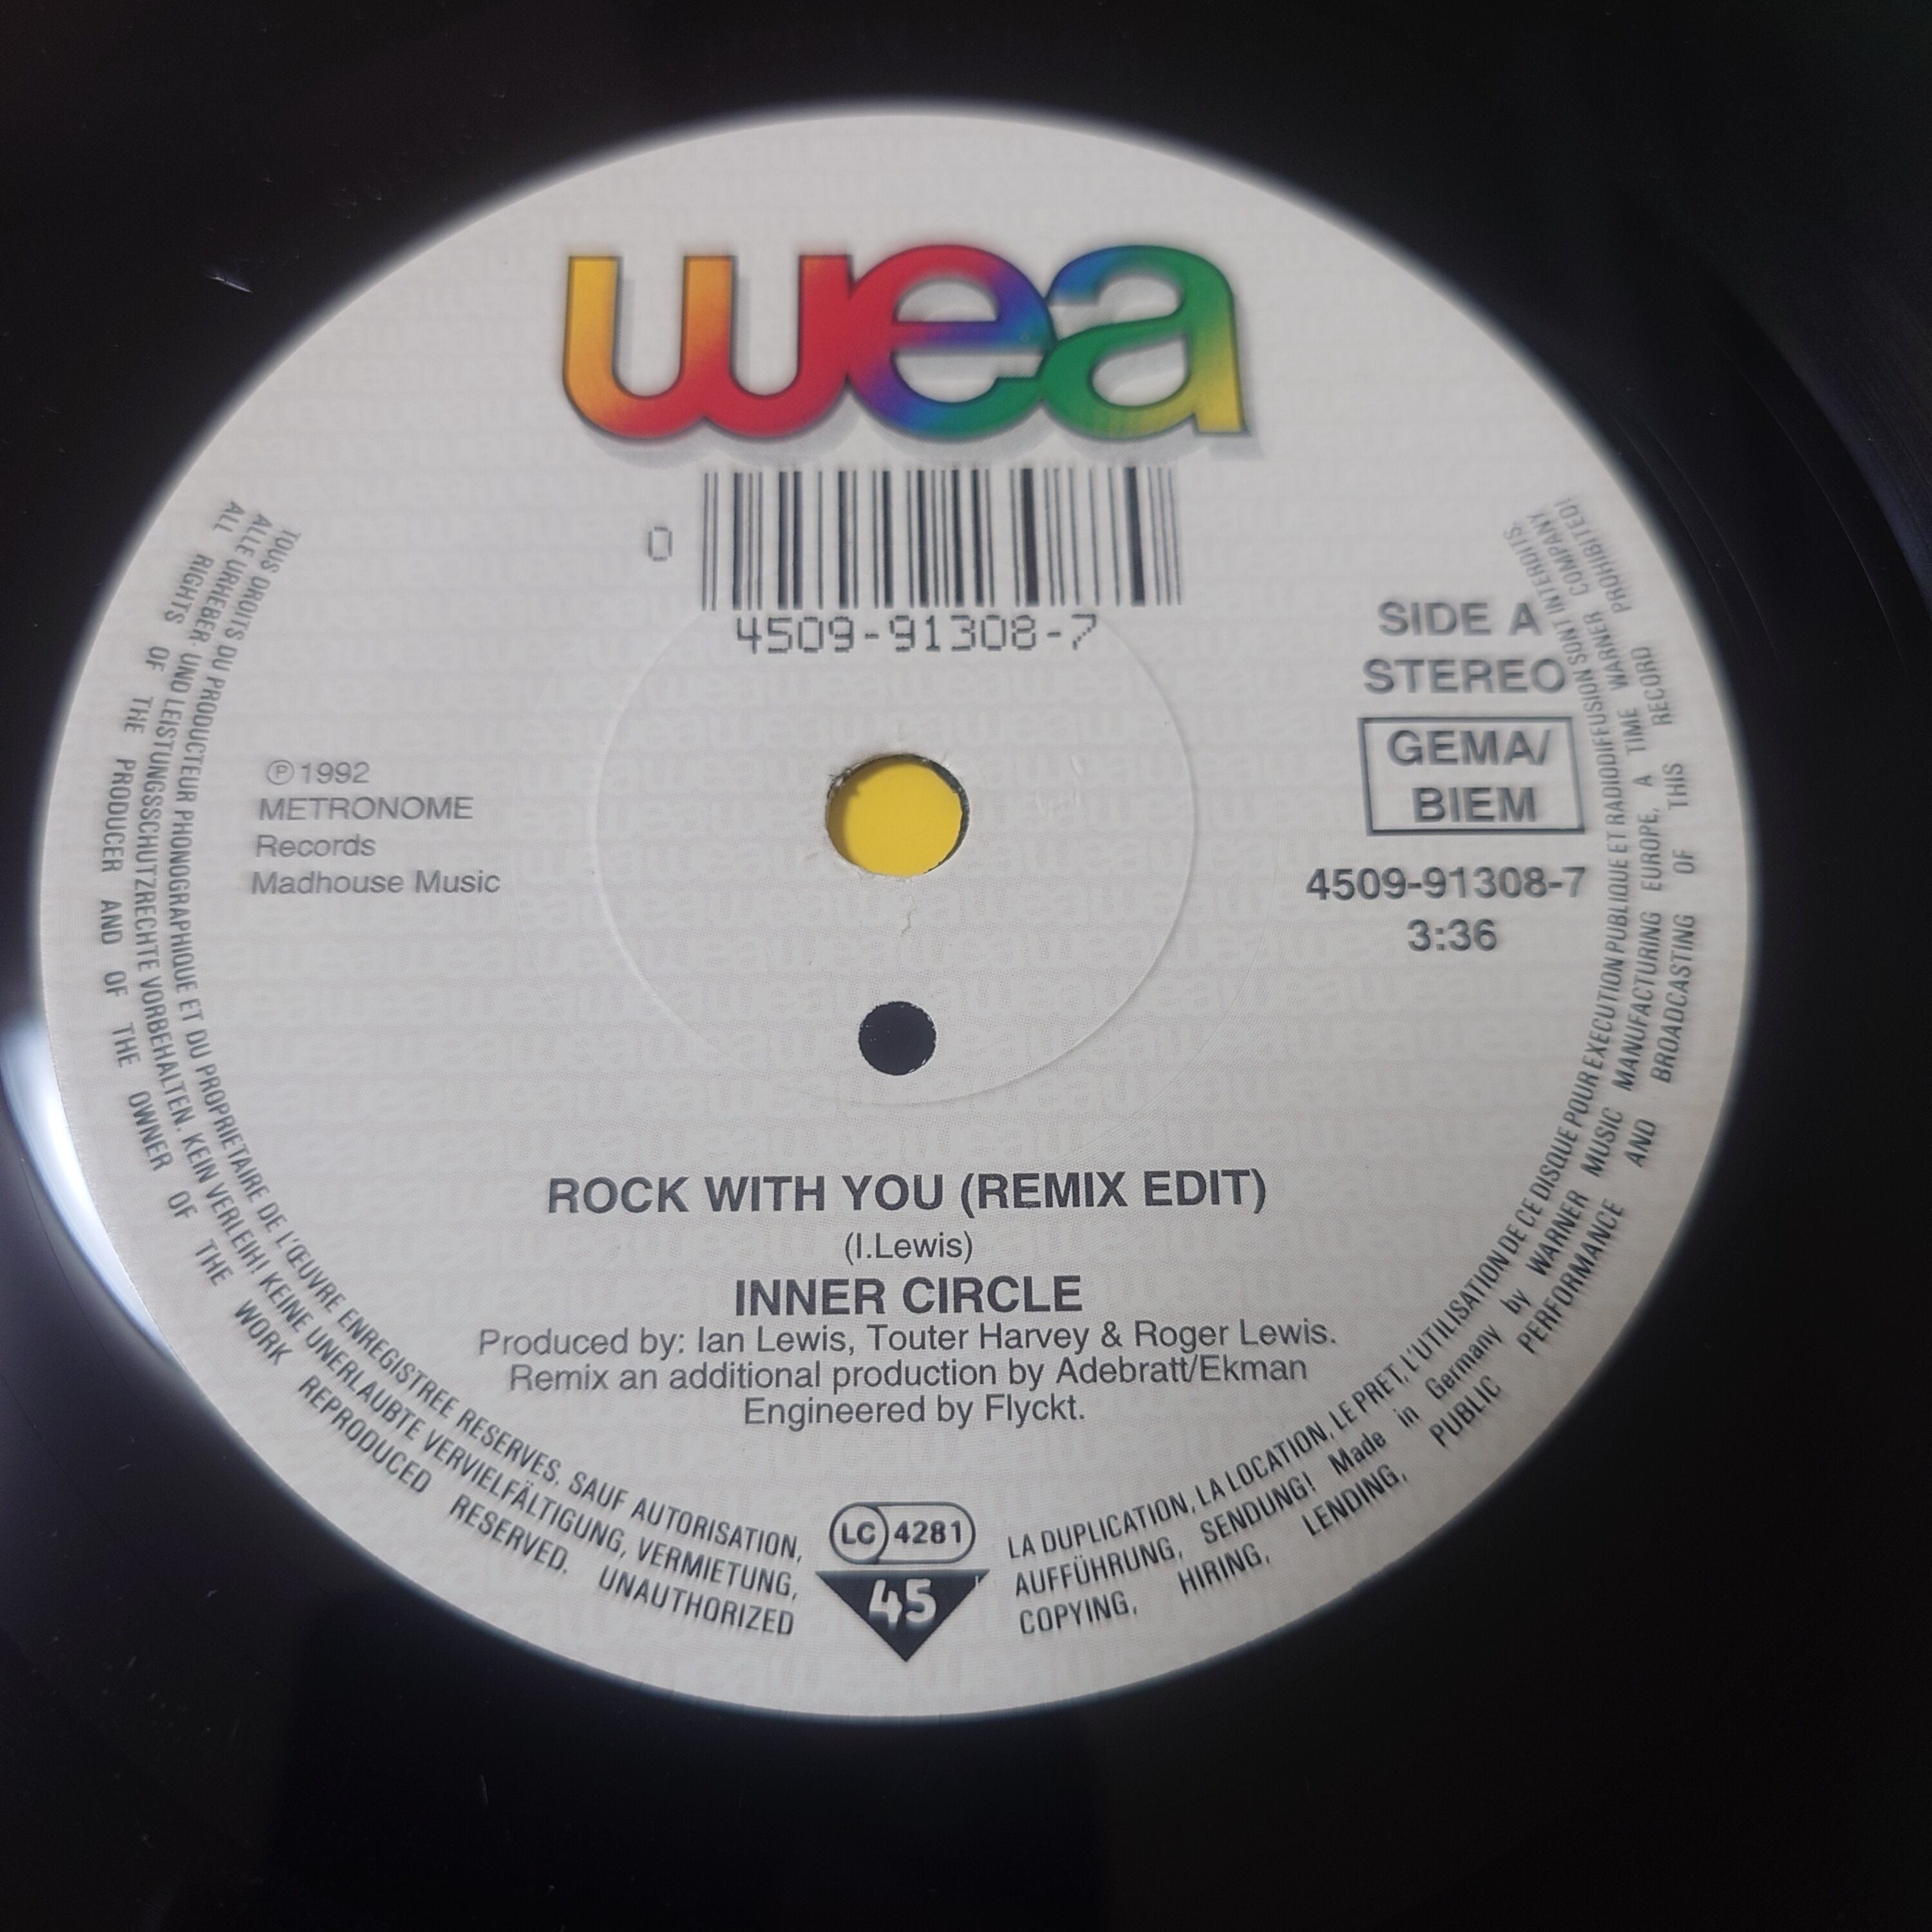 wea
0
4509-91308-7
SIDE A
STEREO
GEMA/
BIEM
4509-91308-7
3:36
℗ 1992
METRONOME
Records
Madhouse Music
ROCK WITH YOU (REMIX EDIT)
(I.Lewis)
INNER CIRCLE
Produced by: Ian Lewis, Touter Harvey & Roger Lewis.
Remix an additional production by Adebratt/Ekman
Engineered by Flyckt.
LC 4281
45
TOUS DROITS DU PRODUCTEUR PHONOGRAPHIQUE ET DU PROPRIETAIRE DE L'ŒUVRE ENREGISTREE RESERVES. SAUF AUTORISATION, LA DUPLICATION, LA LOCATION, LE PRET, L'UTILISATION DE CE DISQUE POUR EXECUTION PUBLIQUE ET RADIODIFFUSION SONT INTERDITS.
ALLE URHEBER- UND LEISTUNGSSCHUTZRECHTE VORBEHALTEN. KEIN VERLEIH! KEINE UNERLAUBTE VERVIELFÄLTIGUNG, VERMIETUNG, AUFFÜHRUNG, SENDUNG! Made in Germany by WARNER MUSIC MANUFACTURING EUROPE, A TIME WARNER COMPANY
ALL RIGHTS OF THE PRODUCER AND OF THE OWNER OF THE WORK REPRODUCED RESERVED. UNAUTHORIZED COPYING, HIRING, LENDING, PUBLIC PERFORMANCE AND BROADCASTING OF THIS RECORD PROHIBITED!